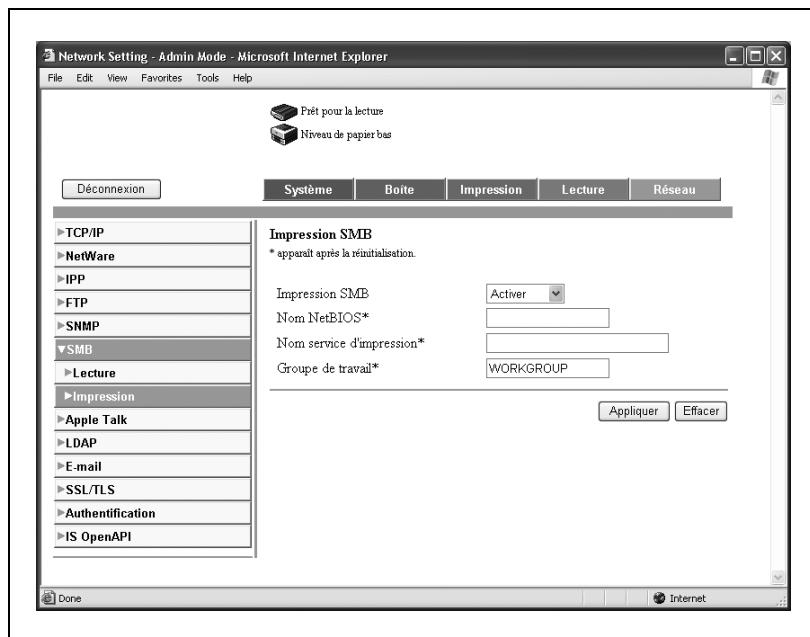 Network Setting - Admin Mode - Microsoft Internet Explorer
File Edit View Favorites Tools Help
Prêt pour la lecture
Niveau de papier bas
Déconnexion
Système Boîte Impression Lecture Réseau
TCP/IP
NetWare
IPP
FTP
SNMP
SMB
Lecture
Impression
Apple Talk
LDAP
E-mail
SSL/TLS
Authentification
IS OpenAPI
Impression SMB
* apparaît après la réinitialisation.
Impression SMB Activer
Nom NetBIOS*
Nom service d'impression*
Groupe de travail* WORKGROUP
Appliquer Effacer
Done Internet